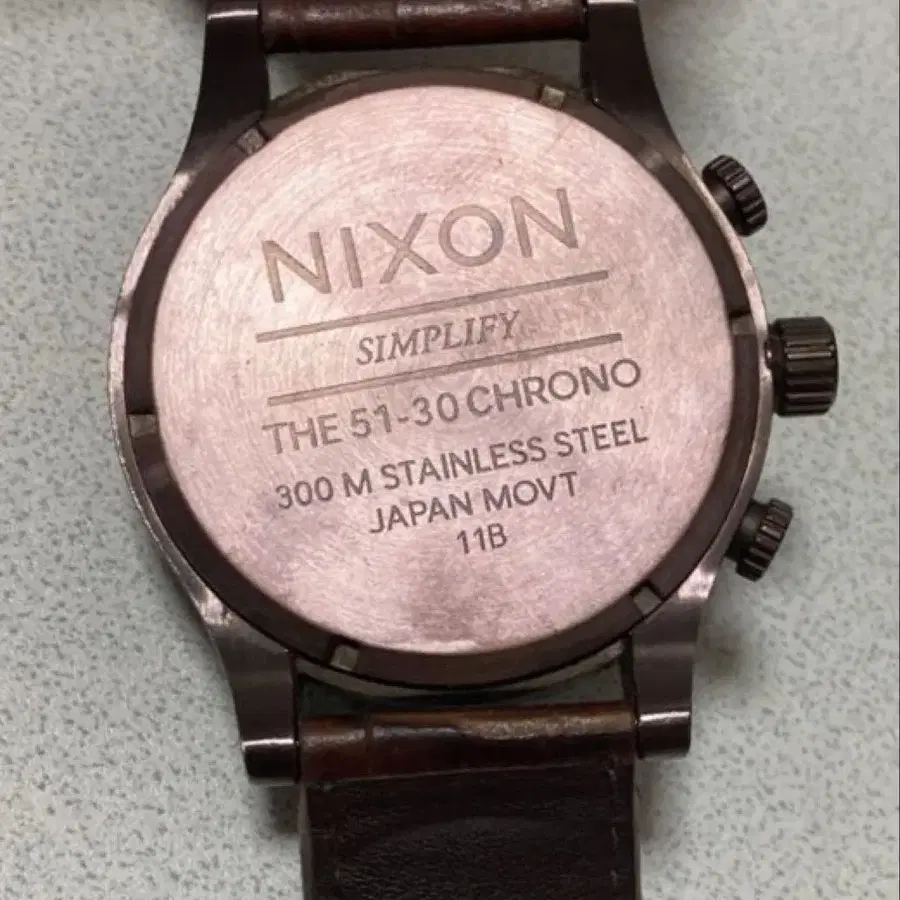 NIXON
SIMPLIFY
THE 51-30 CHRONO
300 M STAINLESS STEEL
JAPAN MOVT
11B